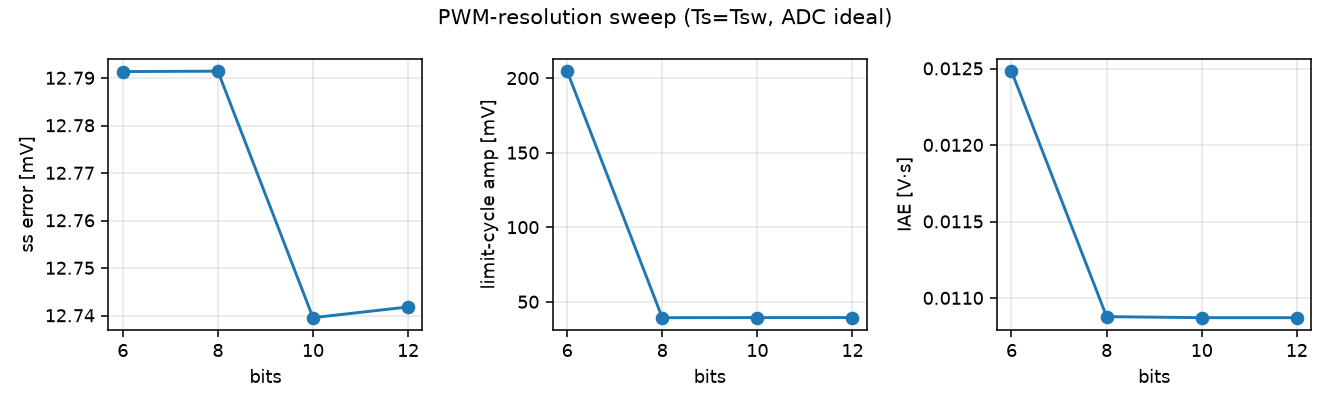 PWM-resolution sweep (Ts=Tsw, ADC ideal)
ss error [mV]
12.79
12.78
12.77
12.76
12.75
12.74
6 8 10 12
bits
limit-cycle amp [mV]
200
150
100
50
6 8 10 12
bits
IAE [V·s]
0.0125
0.0120
0.0115
0.0110
6 8 10 12
bits